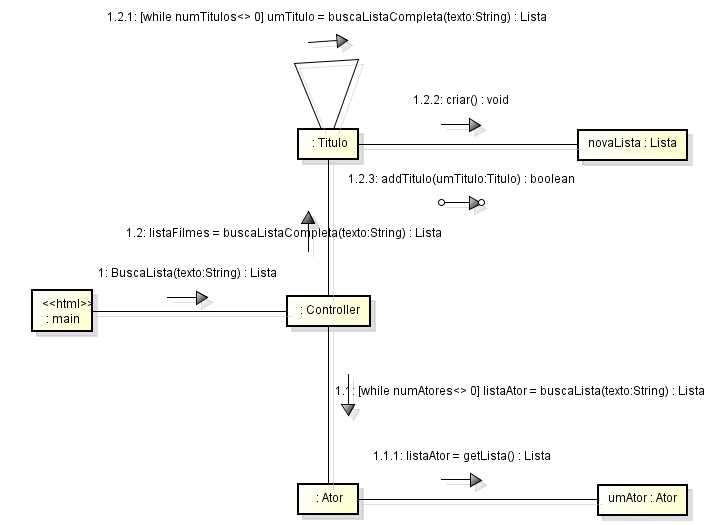 1.2.1: [while numTitulos<> 0] umTitulo = buscaListaCompleta(texto:String) : Lista
1.2.2: criar() : void
: Titulo
novaLista : Lista
1.2.3: addTitulo(umTitulo:Titulo) : boolean
1.2: listaFilmes = buscaListaCompleta(texto:String) : Lista
1: BuscaLista(texto:String) : Lista
<<html>>
: main
: Controller
1.1: [while numAtores<> 0] listaAtor = buscaLista(texto:String) : Lista
1.1.1: listaAtor = getLista() : Lista
: Ator
umAtor : Ator